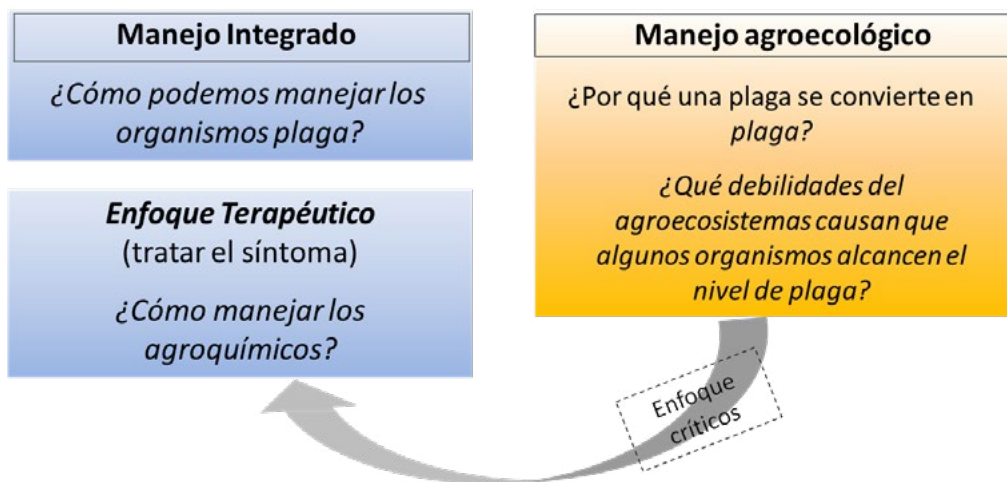 Manejo Integrado
¿Cómo podemos manejar los
organismos plaga?
Enfoque Terapéutico
(tratar el síntoma)
¿Cómo manejar los
agroquímicos?
Manejo agroecológico
¿Por qué una plaga se convierte en
plaga?
¿Qué debilidades del
agroecosistemas causan que
algunos organismos alcancen el
nivel de plaga?
Enfoque
críticos